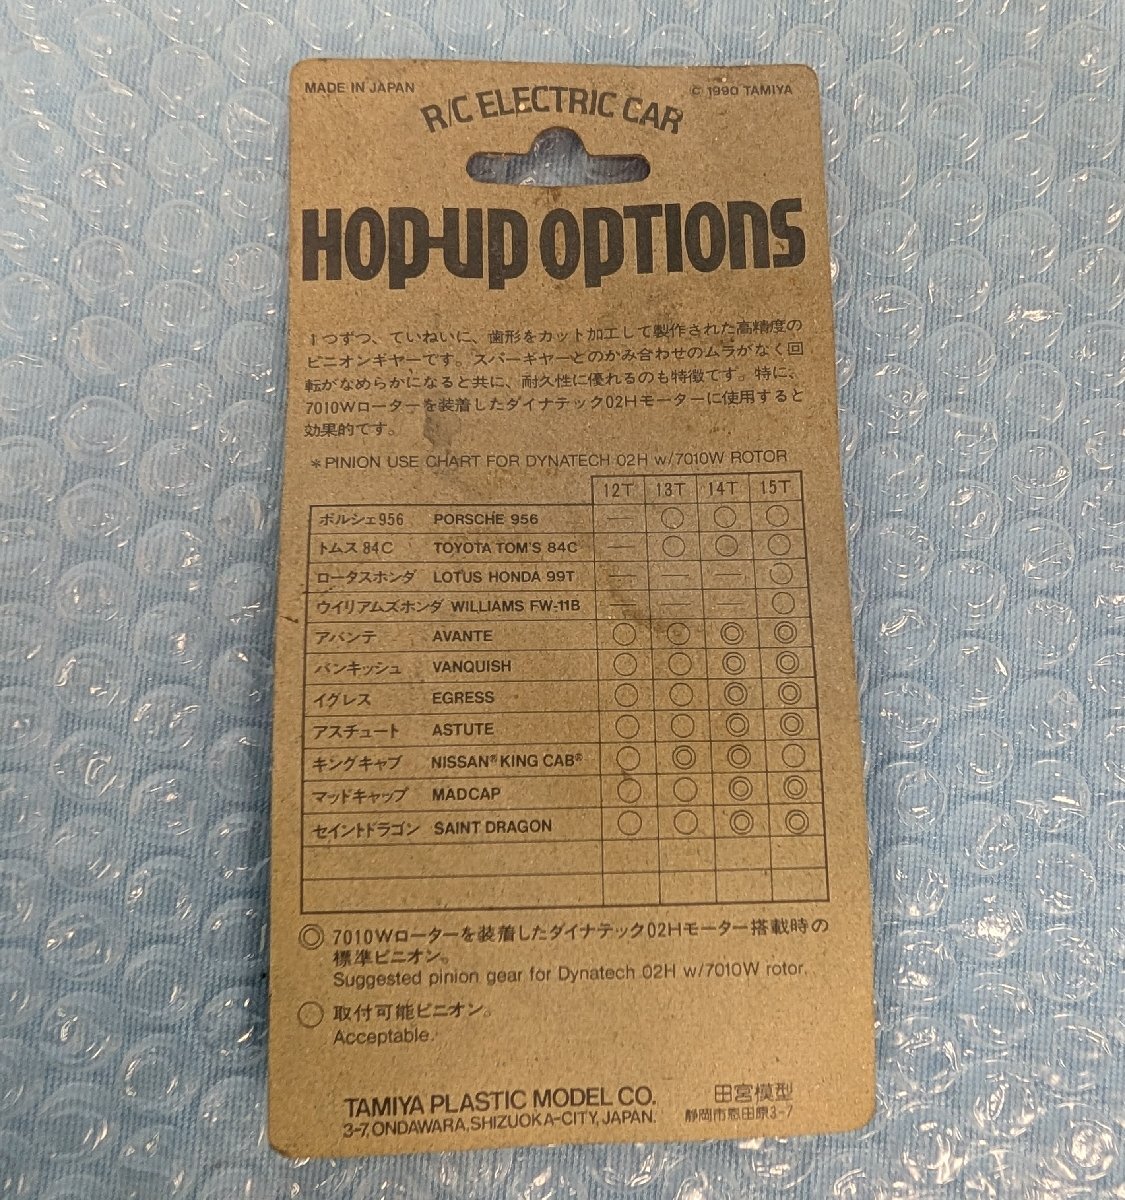 MADE IN JAPAN
© 1990 TAMIYA
R/C ELECTRIC CAR
HOP-UP OPTIONS
1つずつ、ていねいに、歯形をカット加工して製作された高精度の
ピニオンギヤーです。スパーギヤーとのかみ合わせのムラがなく回
転がなめらかになると共に、耐久性に優れるのも特徴です。特に、
7010Wローターを装着したダイナテック02Hモーターに使用すると
効果的です。
*PINION USE CHART FOR DYNATECH 02H w/7010W ROTOR
12T 13T 14T 15T
ポルシェ956 PORSCHE 956 — ○ ○ ○
トムス84C TOYOTA TOM'S 84C — ○ ○ ○
ロータスホンダ LOTUS HONDA 99T — — — ○
ウイリアムズホンダ WILLIAMS FW-11B — — — ○
アバンテ AVANTE ○ ○ ◎ ◎
バンキッシュ VANQUISH ○ ○ ◎ ◎
イグレス EGRESS ○ ○ ◎ ◎
アスチュート ASTUTE ○ ○ ◎ ◎
キングキャブ NISSAN® KING CAB® ○ ◎ ◎ ○
マッドキャップ MADCAP ○ ○ ◎ ◎
セイントドラゴン SAINT DRAGON ○ ○ ◎ ◎
◎ 7010Wローターを装着したダイナテック02Hモーター搭載時の
標準ピニオン。
Suggested pinion gear for Dynatech 02H w/7010W rotor.
○ 取付可能ピニオン。
Acceptable.
TAMIYA PLASTIC MODEL CO.
3-7, ONDAWARA, SHIZUOKA-CITY, JAPAN.
田宮模型
静岡市恩田原3-7